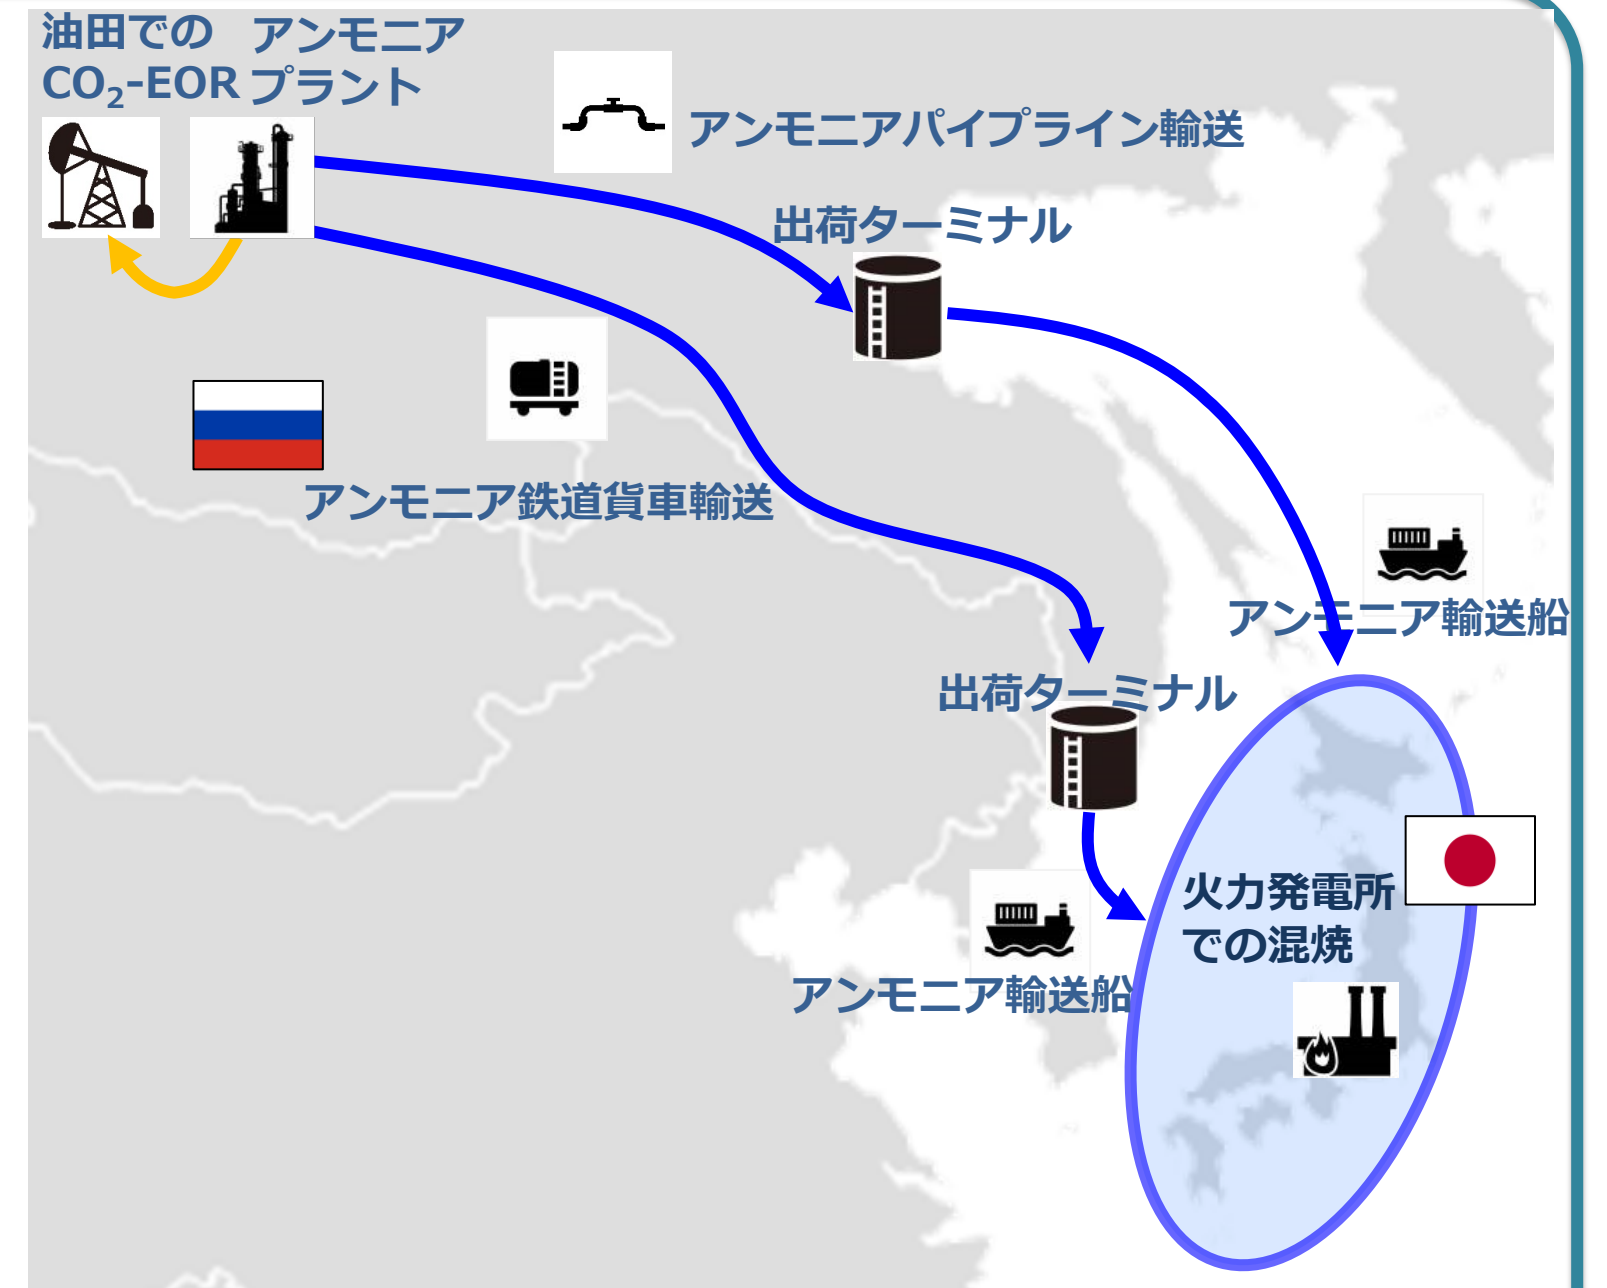 油田での
CO₂-EOR
アンモニア
プラント
アンモニアパイプライン輸送
出荷ターミナル
アンモニア鉄道貨車輸送
アンモニア輸送船
出荷ターミナル
火力発電所
での混焼
アンモニア輸送船